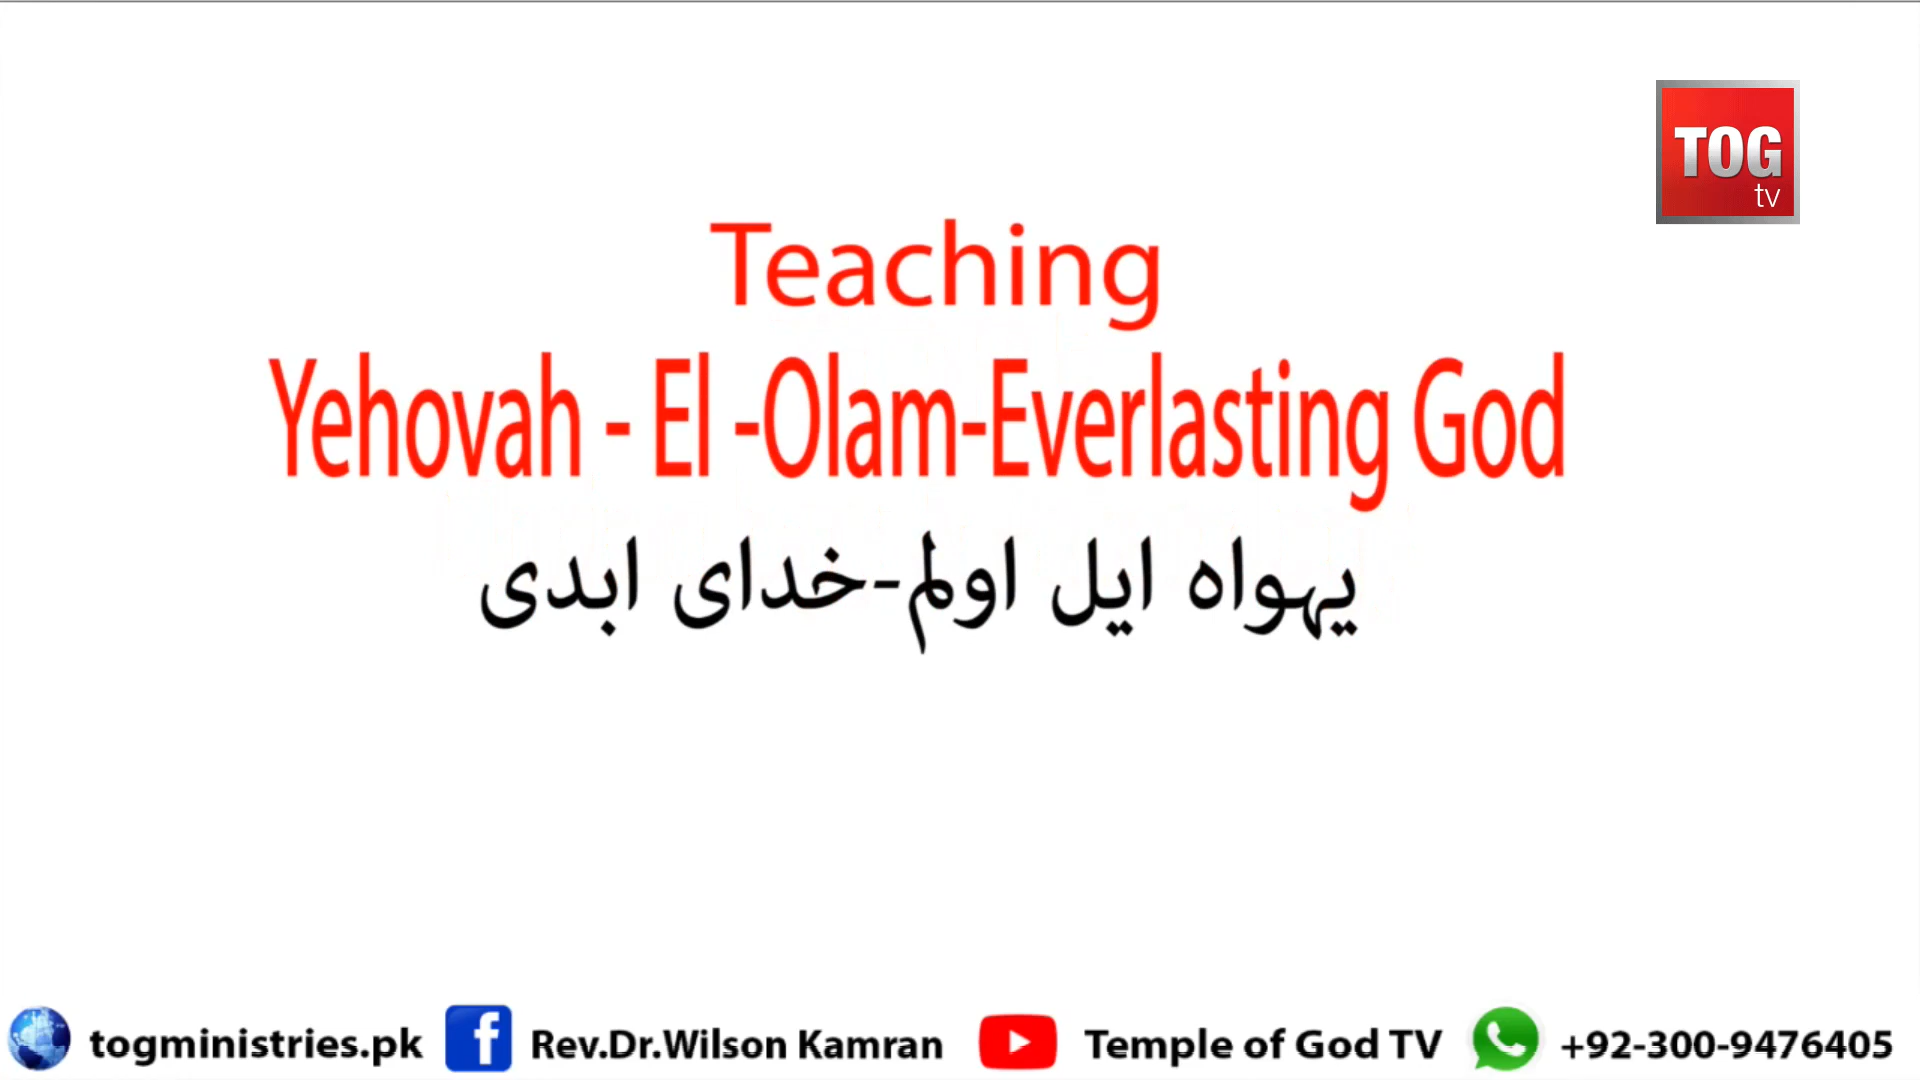 TOG
tv
Teaching
Yehovah - El -Olam-Everlasting God
یہواہ ایل اولم-خدای ابدی
togministries.pk Rev.Dr.Wilson Kamran Temple of God TV +92-300-9476405